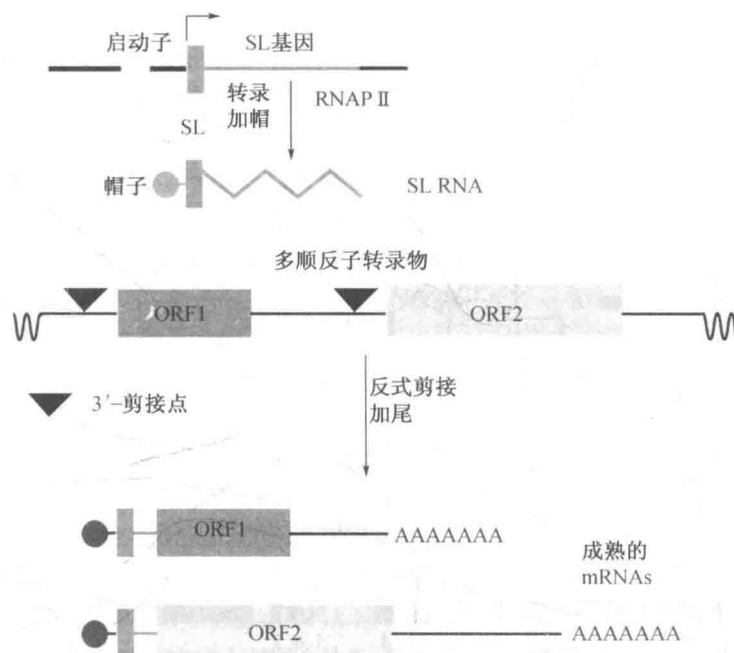 启动子
SL基因
转录
加帽
RNAP Ⅱ
SL
帽子
SL RNA
多顺反子转录物
ORF1
ORF2
3′-剪接点
反式剪接
加尾
ORF1
AAAAAAA
成熟的
mRNAs
ORF2
AAAAAAA